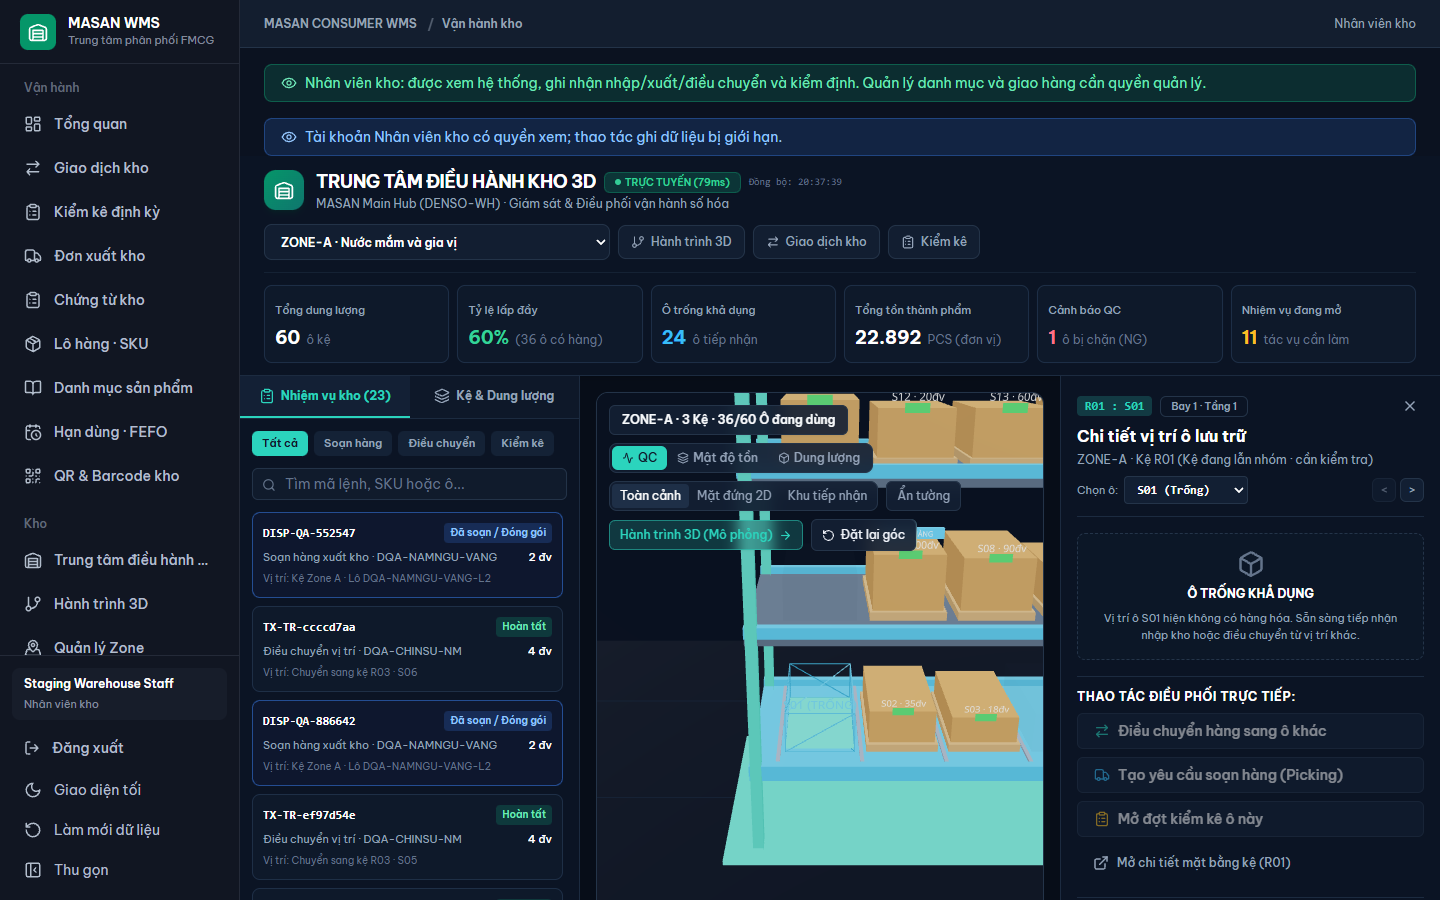 MASAN WMS
Trung tâm phân phối FMCG
Vận hành
Tổng quan
Giao dịch kho
Kiểm kê định kỳ
Đơn xuất kho
Chứng từ kho
Lô hàng · SKU
Danh mục sản phẩm
Hạn dùng · FEFO
QR & Barcode kho
Kho
Trung tâm điều hành ...
Hành trình 3D
Quản lý Zone
Staging Warehouse Staff
Nhân viên kho
Đăng xuất
Giao diện tối
Làm mới dữ liệu
Thu gọn
MASAN CONSUMER WMS / Vận hành kho
Nhân viên kho
Nhân viên kho: được xem hệ thống, ghi nhận nhập/xuất/điều chuyển và kiểm định. Quản lý danh mục và giao hàng cần quyền quản lý.
Tài khoản Nhân viên kho có quyền xem; thao tác ghi dữ liệu bị giới hạn.
TRUNG TÂM ĐIỀU HÀNH KHO 3D
TRỰC TUYẾN (79ms)
Đồng bộ: 20:37:39
MASAN Main Hub (DENSO-WH) · Giám sát & Điều phối vận hành số hóa
ZONE-A · Nước mắm và gia vị
Hành trình 3D
Giao dịch kho
Kiểm kê
Tổng dung lượng
60 ô kệ
Tỷ lệ lấp đầy
60% (36 ô có hàng)
Ô trống khả dụng
24 ô tiếp nhận
Tổng tồn thành phẩm
22.892 PCS (đơn vị)
Cảnh báo QC
1 ô bị chặn (NG)
Nhiệm vụ đang mở
11 tác vụ cần làm
Nhiệm vụ kho (23)
Kệ & Dung lượng
Tất cả
Soạn hàng
Điều chuyển
Kiểm kê
Tìm mã lệnh, SKU hoặc ô...
DISP-QA-552547
Đã soạn / Đóng gói
Soạn hàng xuất kho · DQA-NAMNGU-VANG
2 đv
Vị trí: Kệ Zone A · Lô DQA-NAMNGU-VANG-L2
TX-TR-ccccd7aa
Hoàn tất
Điều chuyển vị trí · DQA-CHINSU-NM
4 đv
Vị trí: Chuyển sang kệ R03 · S06
DISP-QA-886642
Đã soạn / Đóng gói
Soạn hàng xuất kho · DQA-NAMNGU-VANG
2 đv
Vị trí: Kệ Zone A · Lô DQA-NAMNGU-VANG-L2
TX-TR-ef97d54e
Hoàn tất
Điều chuyển vị trí · DQA-CHINSU-NM
4 đv
Vị trí: Chuyển sang kệ R03 · S05
ZONE-A · 3 Kệ · 36/60 Ô đang dùng
QC
Mật độ tồn
Dung lượng
Toàn cảnh
Mặt đứng 2D
Khu tiếp nhận
Ẩn tường
Hành trình 3D (Mô phỏng)
Đặt lại góc
S12 · 20đv
S13 · 60đv
S08 · 90đv
S02 · 35đv
S03 · 18đv
R01 : S01
Bay 1 · Tầng 1
Chi tiết vị trí ô lưu trữ
ZONE-A · Kệ R01 (Kệ đang lẫn nhóm · cần kiểm tra)
Chọn ô:
S01 (Trống)
<
>
Ô TRỐNG KHẢ DỤNG
Vị trí ô S01 hiện không có hàng hóa. Sẵn sàng tiếp nhận
nhập kho hoặc điều chuyển từ vị trí khác.
THAO TÁC ĐIỀU PHỐI TRỰC TIẾP:
Điều chuyển hàng sang ô khác
Tạo yêu cầu soạn hàng (Picking)
Mở đợt kiểm kê ô này
Mở chi tiết mặt bằng kệ (R01)